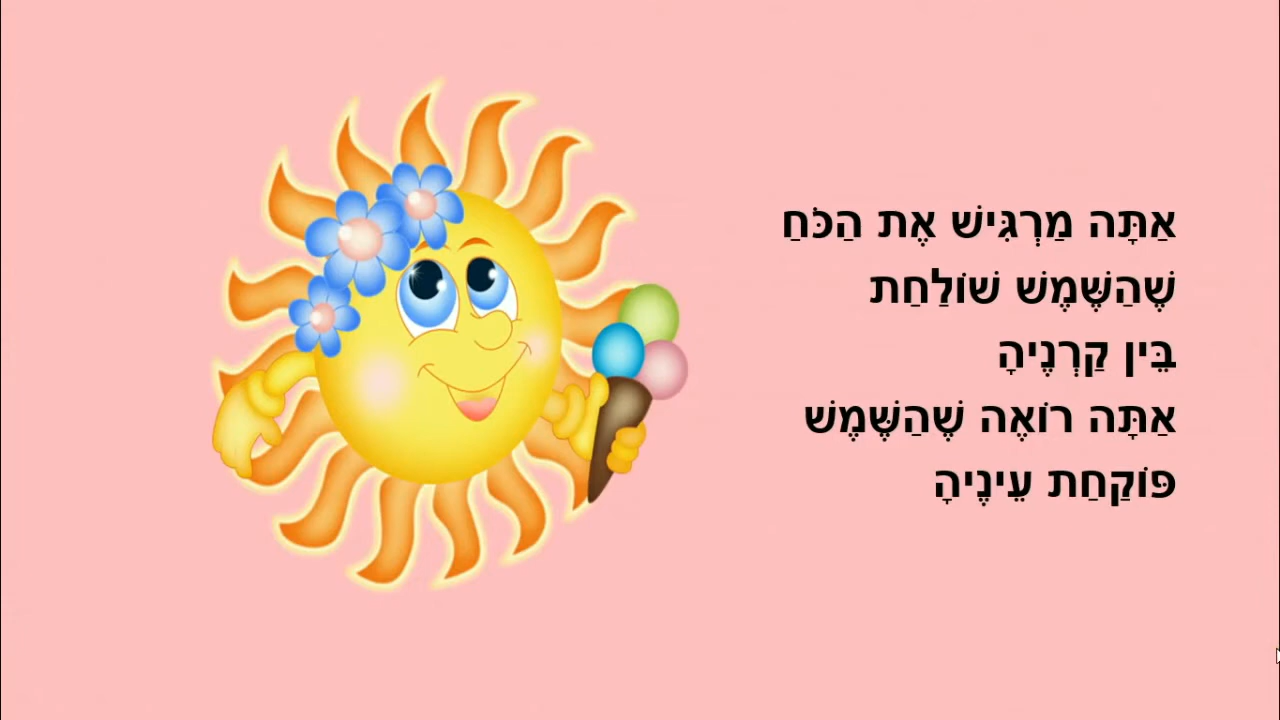 אַתָּה מַרְגִּישׁ אֶת הַכֹּחַ
שֶׁהַשֶּׁמֶשׁ שׁוֹלַחַת
בֵּין קַרְנֶיהָ
אַתָּה רוֹאֶה שֶׁהַשֶּׁמֶשׁ
פּוֹקַחַת עֵינֶיהָ